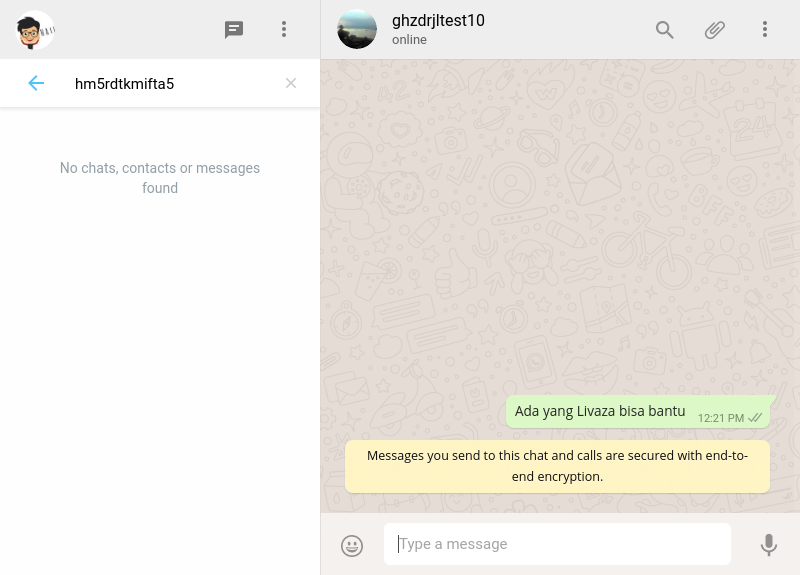 ghzdrjltest10
online
hm5rdtkmifta5
No chats, contacts or messages
found
Ada yang Livaza bisa bantu
12:21 PM
Messages you send to this chat and calls are secured with end-to-
end encryption.
Type a message